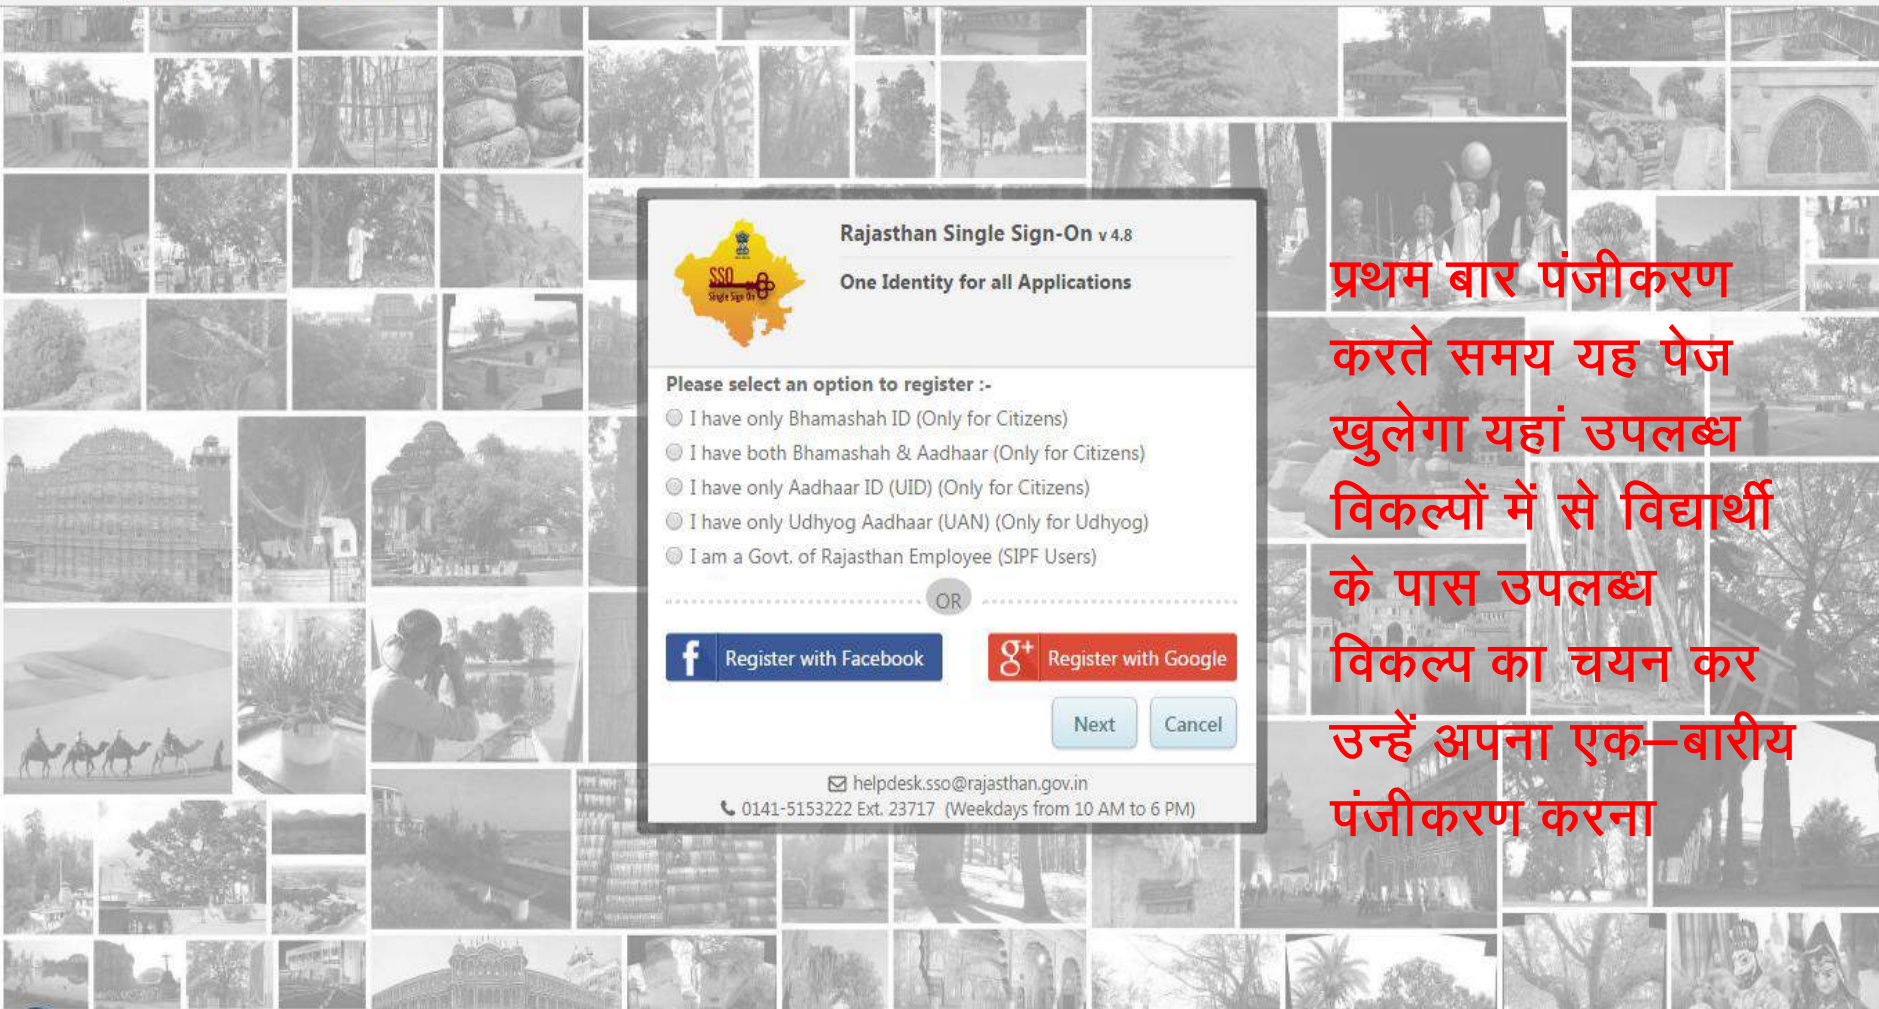 SSO
Single Sign On
Rajasthan Single Sign-On v 4.8
One Identity for all Applications
Please select an option to register :-
I have only Bhamashah ID (Only for Citizens)
I have both Bhamashah & Aadhaar (Only for Citizens)
I have only Aadhaar ID (UID) (Only for Citizens)
I have only Udhyog Aadhaar (UAN) (Only for Udhyog)
I am a Govt. of Rajasthan Employee (SIPF Users)
OR
f Register with Facebook
g+ Register with Google
Next Cancel
helpdesk.sso@rajasthan.gov.in
0141-5153222 Ext. 23717 (Weekdays from 10 AM to 6 PM)
प्रथम बार पंजीकरण
करते समय यह पेज
खुलेगा यहां उपलब्ध
विकल्पों में से विद्यार्थी
के पास उपलब्ध
विकल्प का चयन कर
उन्हें अपना एक–बारीय
पंजीकरण करना